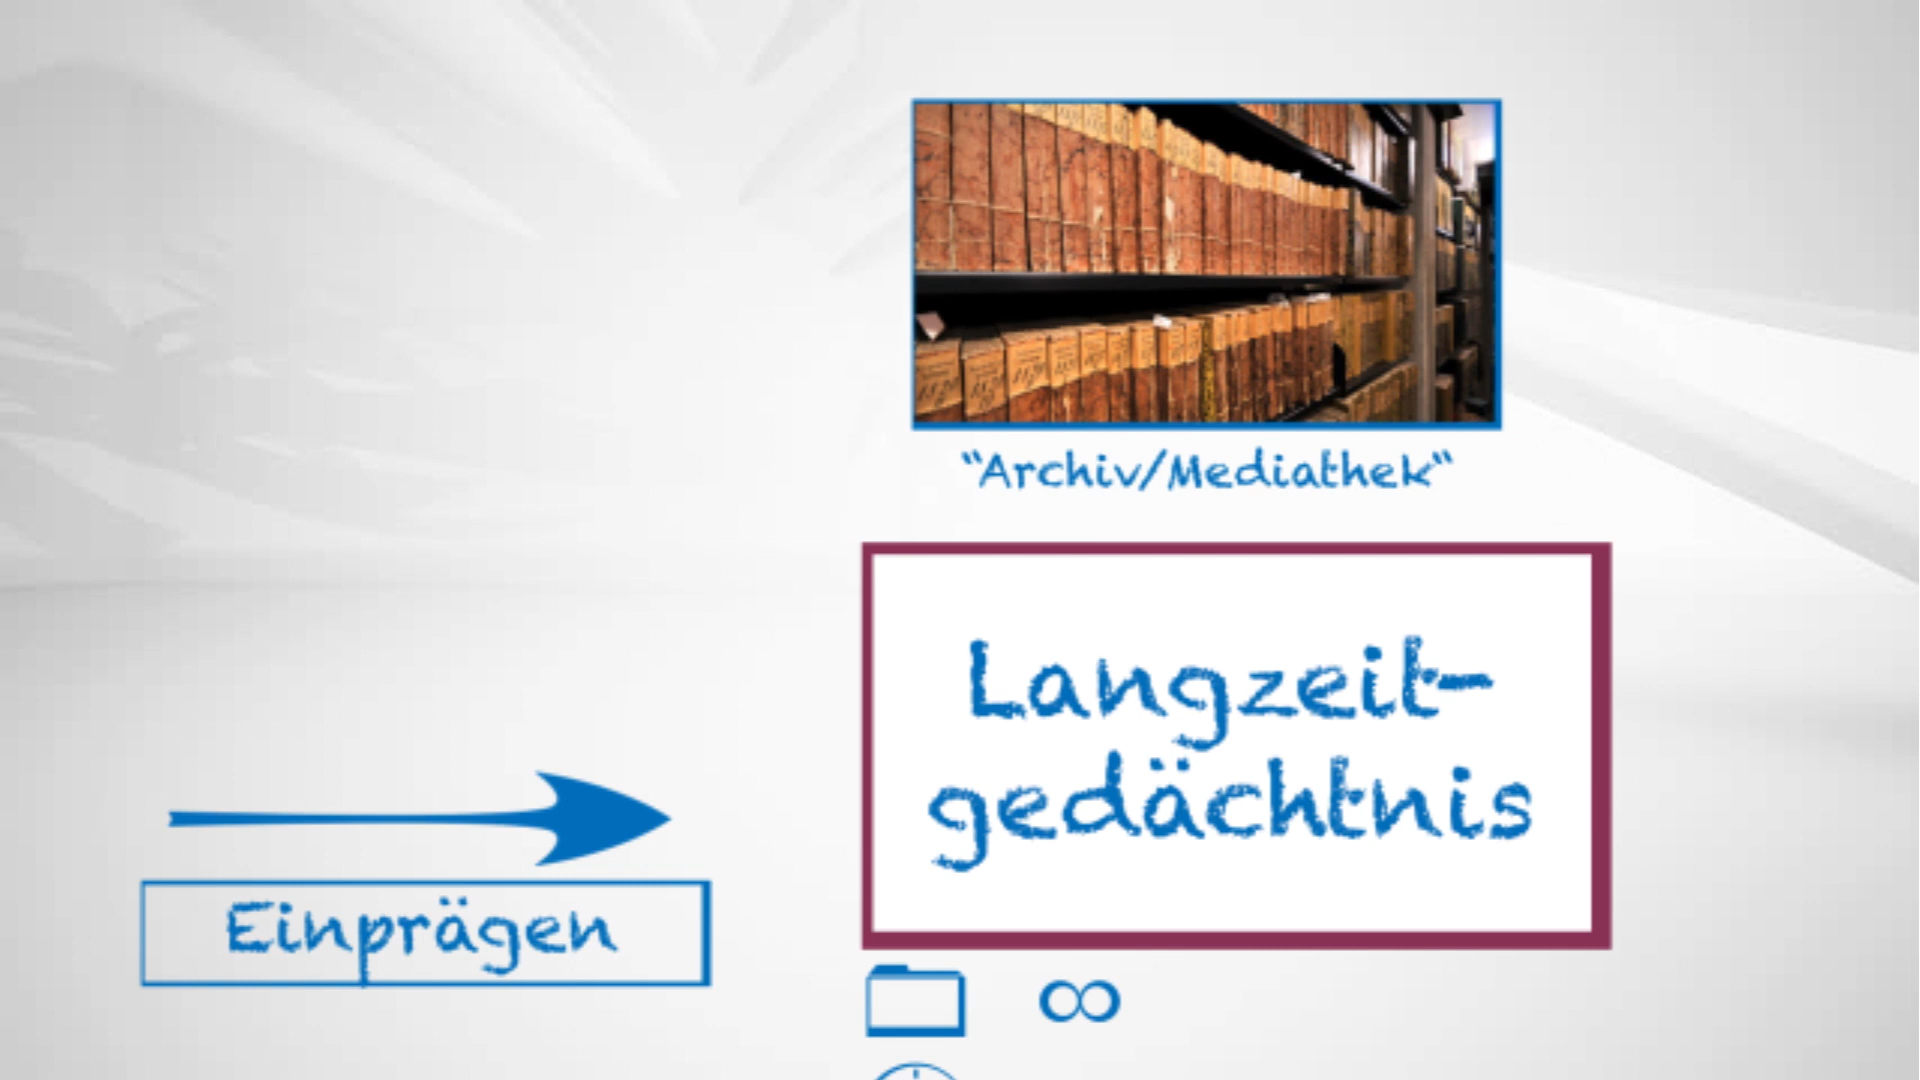 “Archiv/Mediathek“
Langzeit-
gedächtnis
Einprägen
∞